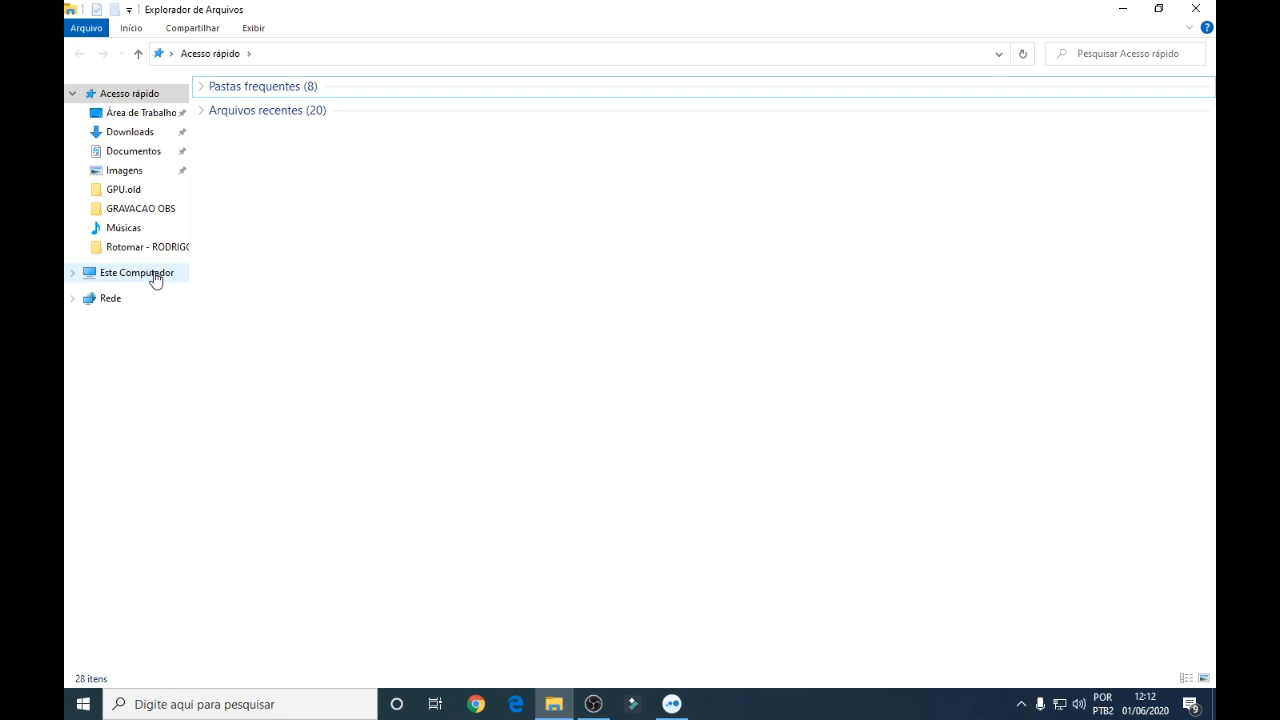 Explorador de Arquivos
Arquivo Início Compartilhar Exibir
Acesso rápido
Pesquisar Acesso rápido
Acesso rápido
Área de Trabalho
Downloads
Documentos
Imagens
GPU.old
GRAVACAO OBS
Músicas
Rotomar - RODRIGO
Este Computador
Rede
Pastas frequentes (8)
Arquivos recentes (20)
28 itens
Digite aqui para pesquisar
POR
PTB2
12:12
01/06/2020
9